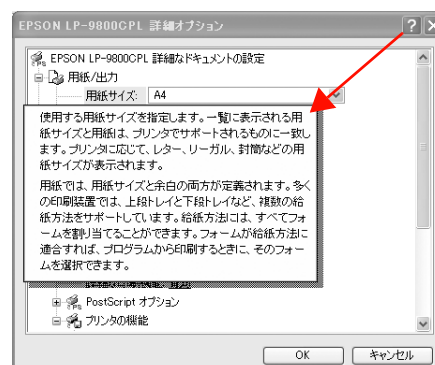 EPSON LP-9800CPL 詳細オプション
EPSON LP-9800CPL 詳細なドキュメントの設定
用紙/出力
用紙サイズ: A4
使用する用紙サイズを指定します。一覧に表示される用
紙サイズと用紙は、プリンタでサポートされるものに一致し
ます。プリンタに応じて、レター、リーガル、封筒などの用
紙サイズが表示されます。
用紙では、用紙サイズと余白の両方が定義されます。多く
の印刷装置では、上段トレイと下段トレイなど、複数の給
紙方法をサポートしています。給紙方法には、すべてフォ
ームを割り当てることができます。フォームが給紙方法に
適合すれば、プログラムから印刷するときに、そのフォー
ムを選択できます。
PostScript オプション
プリンタの機能
OK キャンセル